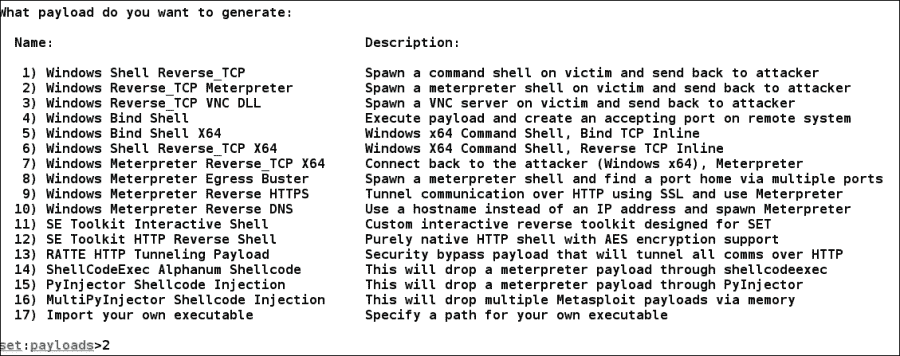 What payload do you want to generate:
Name: Description:
1) Windows Shell Reverse_TCP Spawn a command shell on victim and send back to attacker
2) Windows Reverse_TCP Meterpreter Spawn a meterpreter shell on victim and send back to attacker
3) Windows Reverse_TCP VNC DLL Spawn a VNC server on victim and send back to attacker
4) Windows Bind Shell Execute payload and create an accepting port on remote system
5) Windows Bind Shell X64 Windows x64 Command Shell, Bind TCP Inline
6) Windows Shell Reverse_TCP X64 Windows X64 Command Shell, Reverse TCP Inline
7) Windows Meterpreter Reverse_TCP X64 Connect back to the attacker (Windows x64), Meterpreter
8) Windows Meterpreter Egress Buster Spawn a meterpreter shell and find a port home via multiple ports
9) Windows Meterpreter Reverse HTTPS Tunnel communication over HTTP using SSL and use Meterpreter
10) Windows Meterpreter Reverse DNS Use a hostname instead of an IP address and spawn Meterpreter
11) SE Toolkit Interactive Shell Custom interactive reverse toolkit designed for SET
12) SE Toolkit HTTP Reverse Shell Purely native HTTP shell with AES encryption support
13) RATTE HTTP Tunneling Payload Security bypass payload that will tunnel all comms over HTTP
14) ShellCodeExec Alphanum Shellcode This will drop a meterpreter payload through shellcodeexec
15) PyInjector Shellcode Injection This will drop a meterpreter payload through PyInjector
16) MultiPyInjector Shellcode Injection This will drop multiple Metasploit payloads via memory
17) Import your own executable Specify a path for your own executable
set:payloads>2